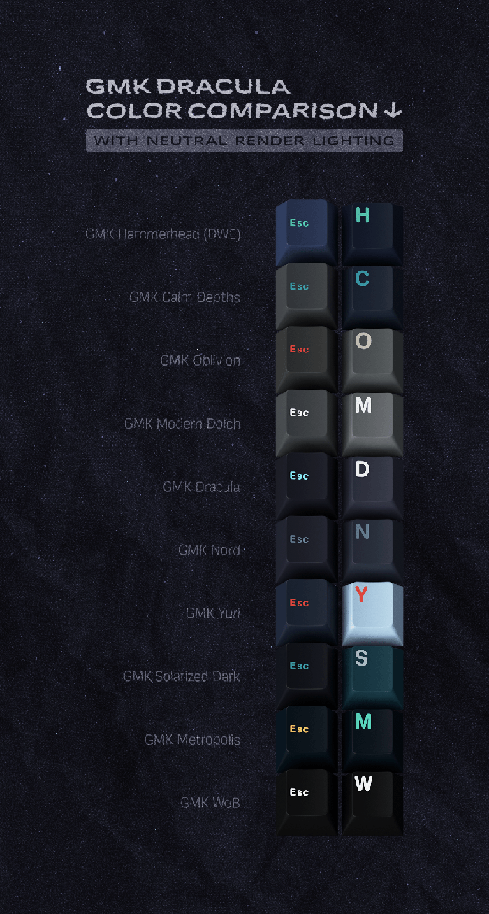 GMK DRACULA
COLOR COMPARISON ↓
WITH NEUTRAL RENDER LIGHTING
GMK Hammerhead (BWC) Esc H
GMK Calm Depths Esc C
GMK Oblivion Esc O
GMK Modern Dolch Esc M
GMK Dracula Esc D
GMK Nord Esc N
GMK Yuri Esc Y
GMK Solarized Dark Esc S
GMK Metropolis Esc M
GMK WoB Esc W